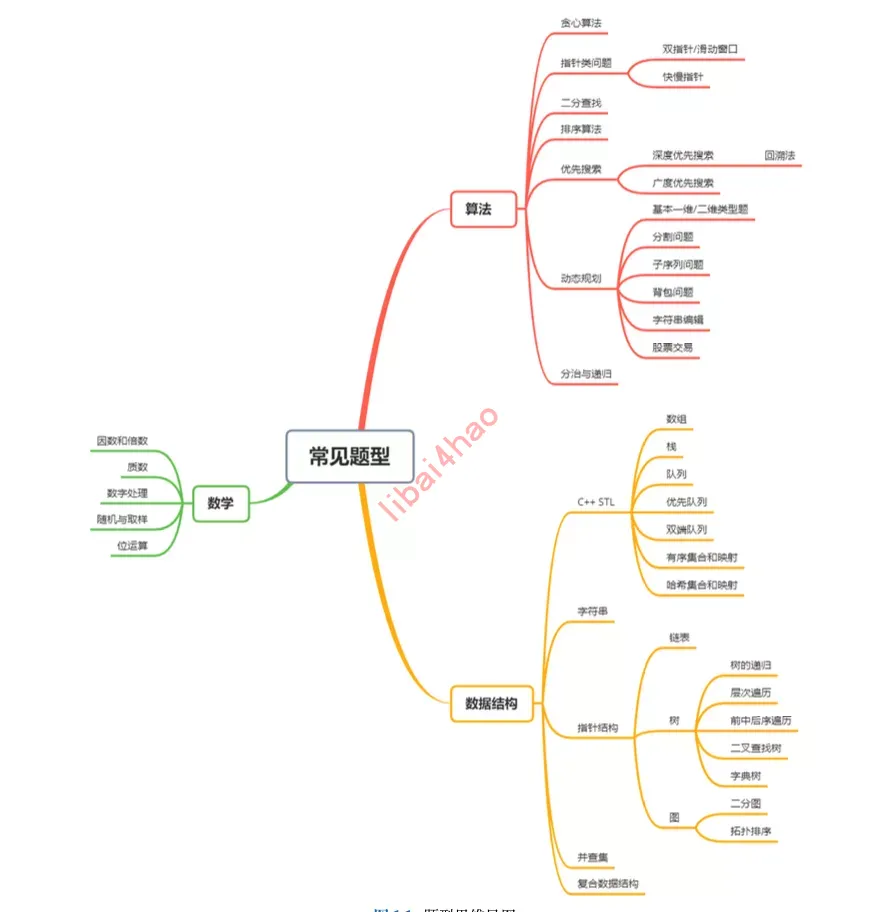 贪心算法
指针类问题
双指针/滑动窗口
快慢指针
二分查找
排序算法
优先搜索
深度优先搜索
回溯法
广度优先搜索
算法
动态规划
基本一维/二维类型题
分割问题
子序列问题
背包问题
字符串编辑
股票交易
分治与递归
常见题型
数学
因数和倍数
质数
数字处理
随机与取样
位运算
libai4hao
数据结构
C++ STL
数组
栈
队列
优先队列
双端队列
有序集合和映射
哈希集合和映射
字符串
指针结构
链表
树
树的递归
层次遍历
前中后序遍历
二叉查找树
字典树
图
二分图
拓扑排序
并查集
复合数据结构